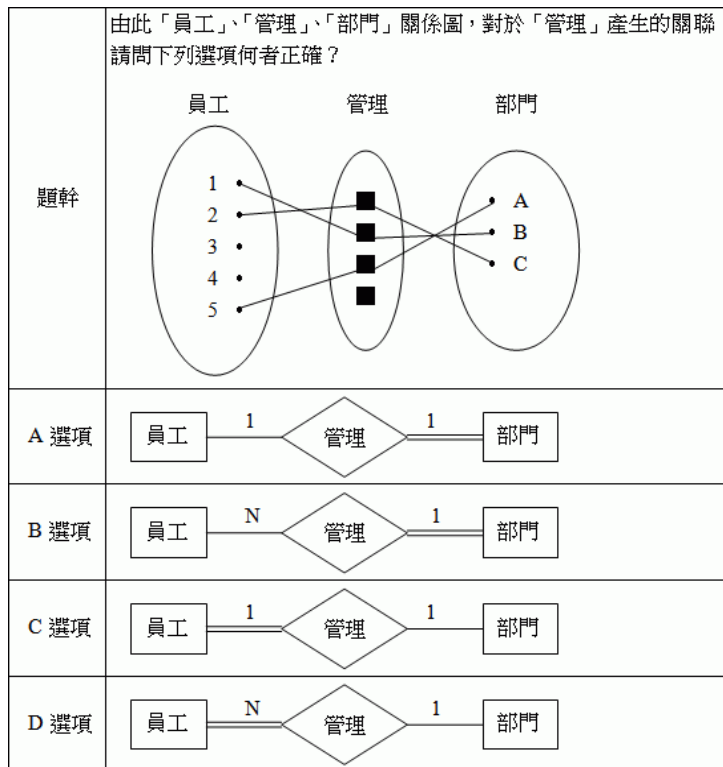 由此「員工」、「管理」、「部門」關係圖，對於「管理」產生的關聯
請問下列選項何者正確？
題幹
員工 管理 部門
1
2
3
4
5
A
B
C
A 選項
員工 1 管理 1 部門
B 選項
員工 N 管理 1 部門
C 選項
員工 1 管理 1 部門
D 選項
員工 N 管理 1 部門